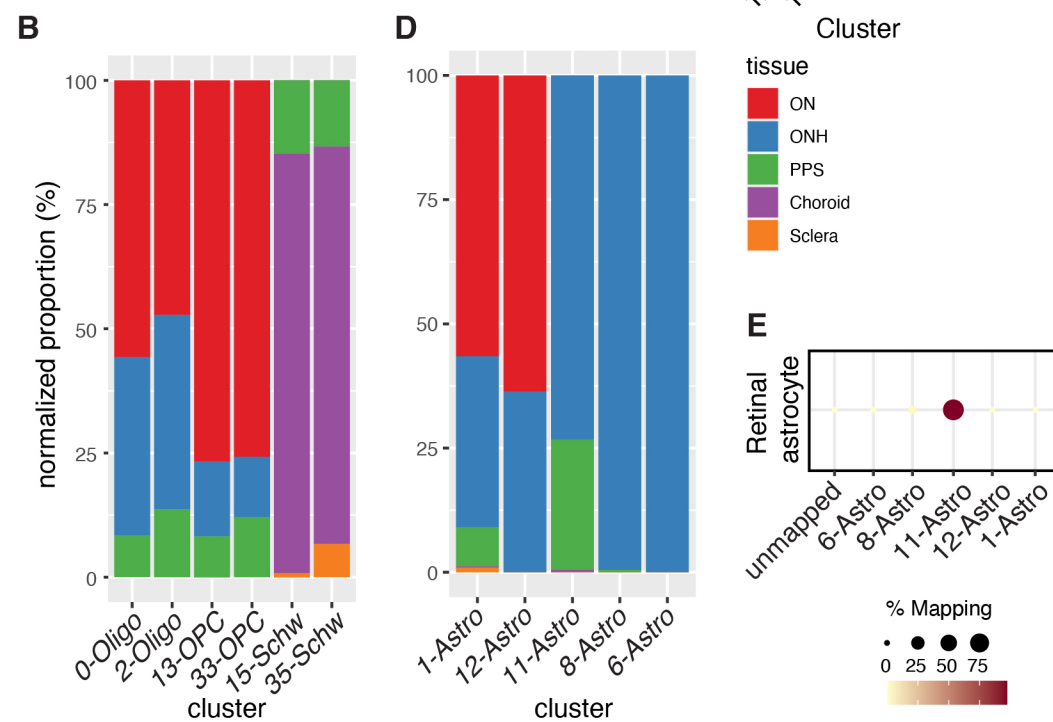 B
normalized proportion (%)
100
75
50
25
0
0-Oligo
2-Oligo
13-OPC
33-OPC
15-Schw
35-Schw
cluster
D
100
75
50
25
0
1-Astro
12-Astro
11-Astro
8-Astro
6-Astro
cluster
Cluster
tissue
ON
ONH
PPS
Choroid
Sclera
E
Retinal
astrocyte
unmapped
6-Astro
8-Astro
11-Astro
12-Astro
1-Astro
% Mapping
0 25 50 75